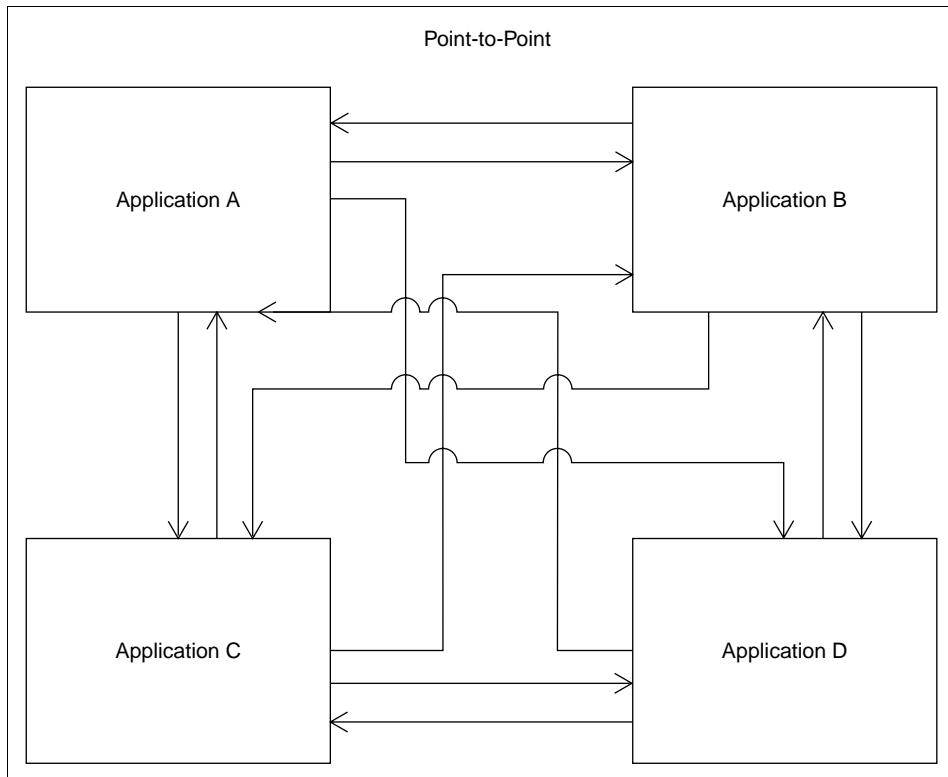 Point-to-Point
Application A
Application B
Application C
Application D